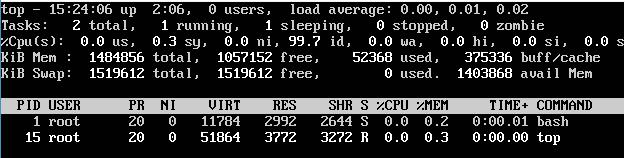 top - 15:24:06 up  2:06,  0 users,  load average: 0.00, 0.01, 0.02
Tasks:   2 total,   1 running,   1 sleeping,   0 stopped,   0 zombie
%Cpu(s):  0.0 us,  0.3 sy,  0.0 ni, 99.7 id,  0.0 wa,  0.0 hi,  0.0 si,  0.0 s
KiB Mem :  1484856 total,  1057152 free,    52368 used,   375336 buff/cache
KiB Swap:  1519612 total,  1519612 free,        0 used.  1403868 avail Mem
PID USER      PR  NI    VIRT    RES    SHR S %CPU %MEM     TIME+ COMMAND
1 root      20   0   11784   2992   2644 S  0.0  0.2   0:00.01 bash
15 root      20   0   51864   3772   3272 R  0.0  0.3   0:00.00 top